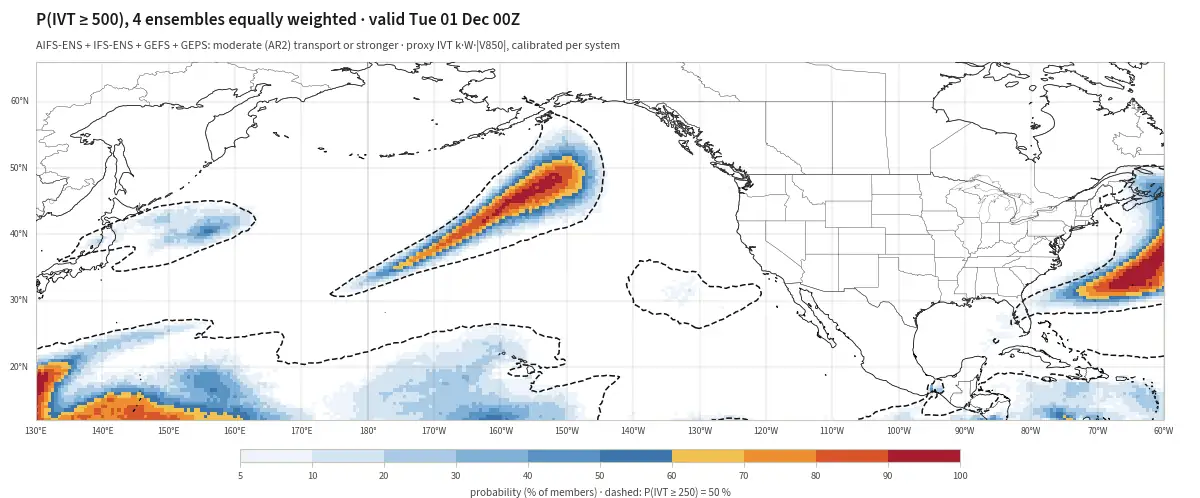 P(IVT ≥ 500), 4 ensembles equally weighted · valid Tue 01 Dec 00Z
AIFS-ENS + IFS-ENS + GEFS + GEPS: moderate (AR2) transport or stronger · proxy IVT k·W·|V850|, calibrated per system
60°N
50°N
40°N
30°N
20°N
130°E 140°E 150°E 160°E 170°E 180° 170°W 160°W 150°W 140°W 130°W 120°W 110°W 100°W 90°W 80°W 70°W 60°W
5 10 20 30 40 50 60 70 80 90 100
probability (% of members) · dashed: P(IVT ≥ 250) = 50 %